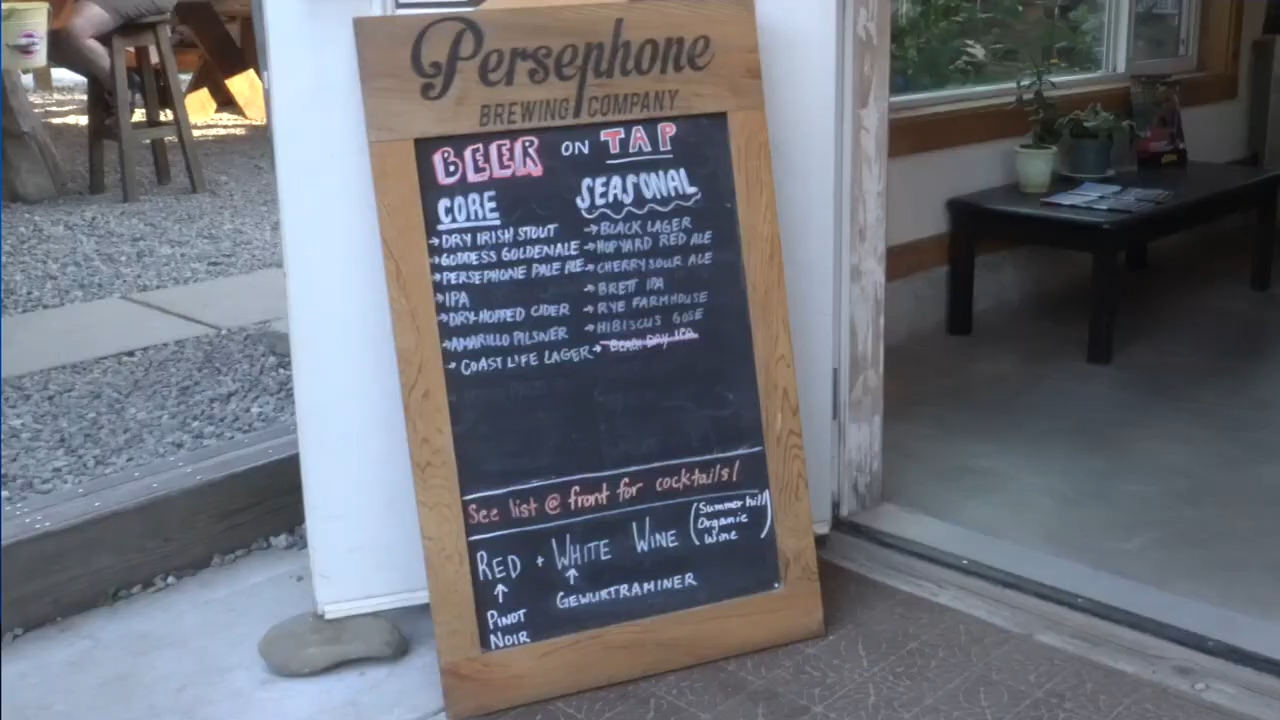 Persephone
BREWING COMPANY
BEER ON TAP
CORE
→DRY IRISH STOUT
→GODDESS GOLDENALE
→PERSEPHONE PALE ALE
→IPA
→DRY-HOPPED CIDER
→AMARILLO PILSNER
→ COAST LIFE LAGER
SEASONAL
→BLACK LAGER
→HOPYARD RED ALE
→CHERRY SOUR ALE
→BRETT IPA
→RYE FARMHOUSE
→HIBISCUS GOSE
→ DRY IPA
See list @ front for cocktails!
RED + WHITE WINE (Summerhill
Organic
Wine)
↑ ↑
PINOT
NOIR
GEWURTRAMINER